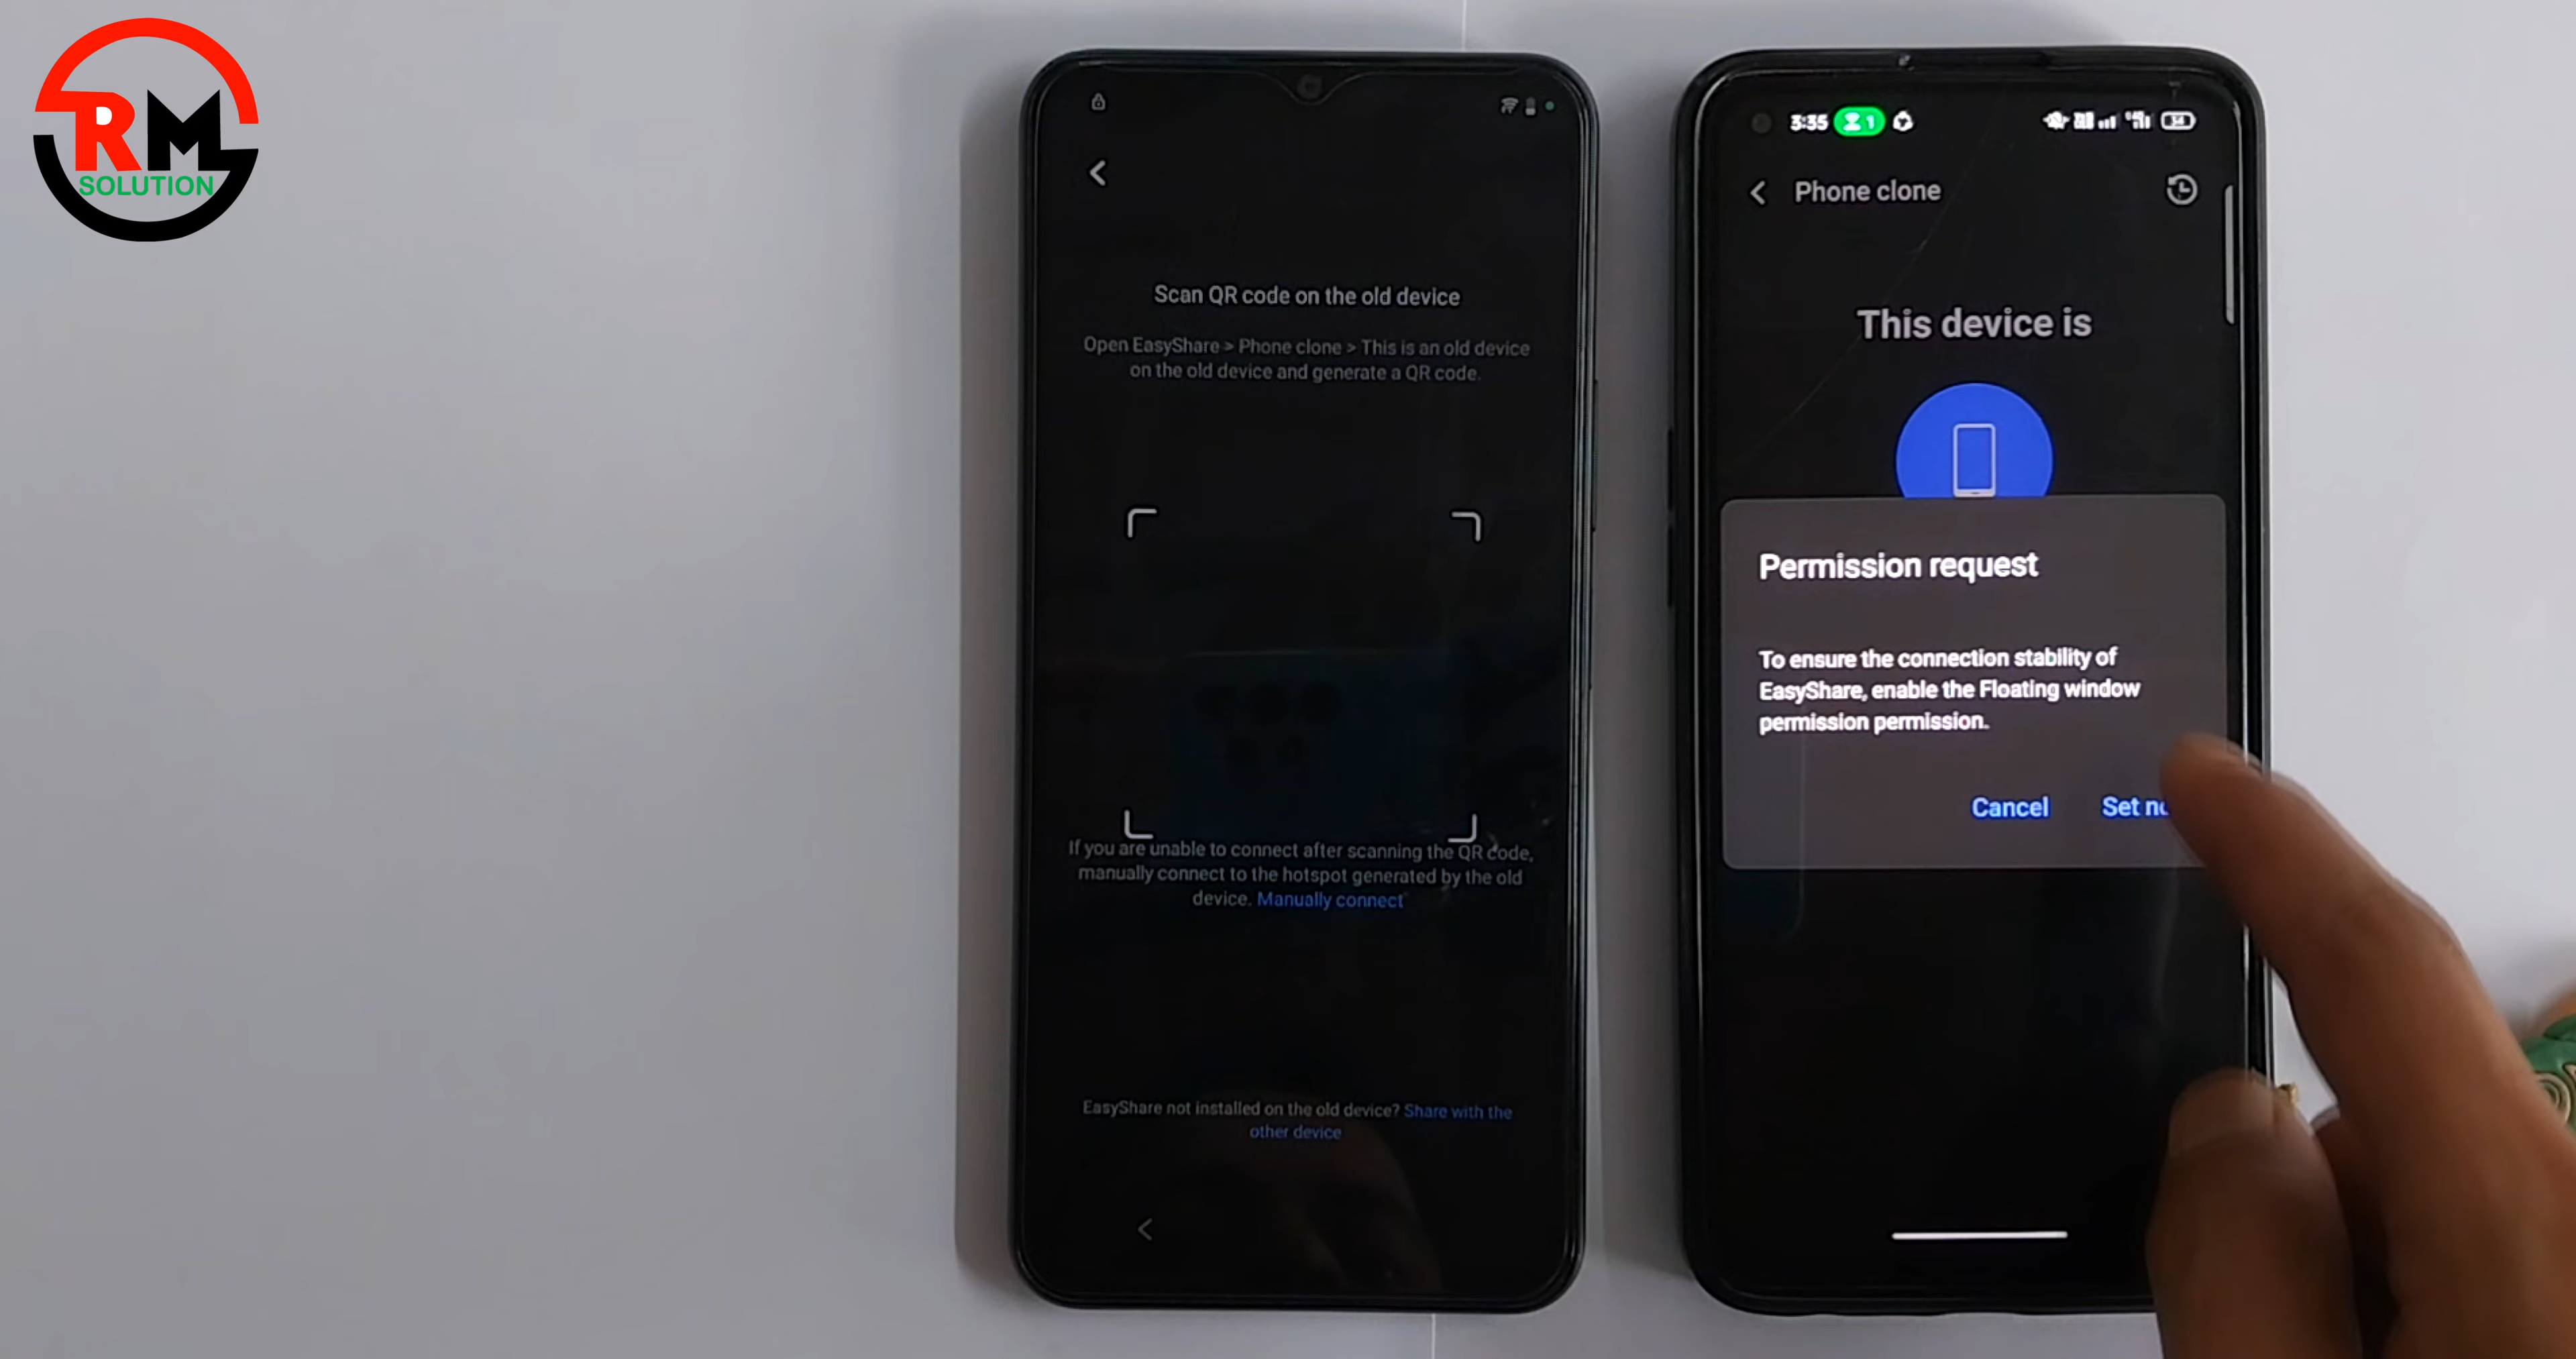 RM
SOLUTION
Scan QR code on the old device
Open EasyShare > Phone clone > This is an old device
on the old device and generate a QR code.
If you are unable to connect after scanning the QR code,
manually connect to the hotspot generated by the old
device. Manually connect
EasyShare not installed on the old device? Share with the
other device
3:35 1
Phone clone
This device is
Permission request
To ensure the connection stability of
EasyShare, enable the Floating window
permission permission.
Cancel Set